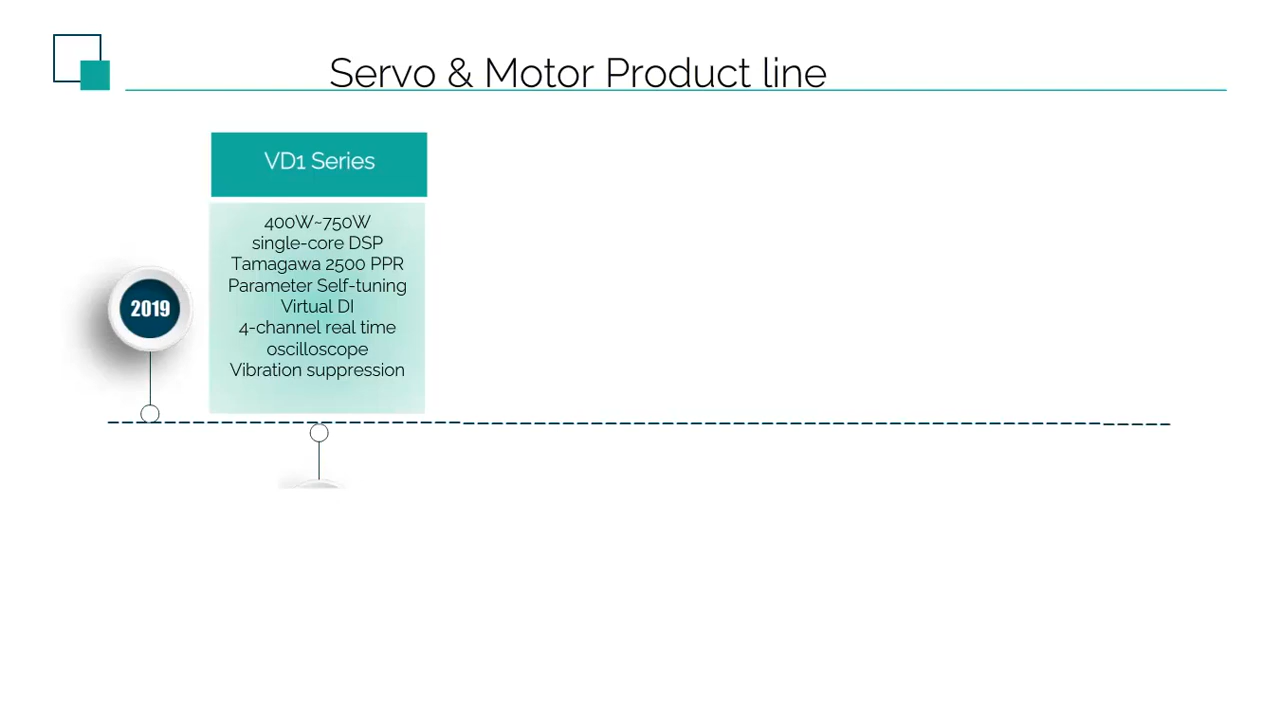 Servo & Motor Product line
VD1 Series
400W~750W
single-core DSP
Tamagawa 2500 PPR
Parameter Self-tuning
Virtual DI
4-channel real time
oscilloscope
Vibration suppression
2019